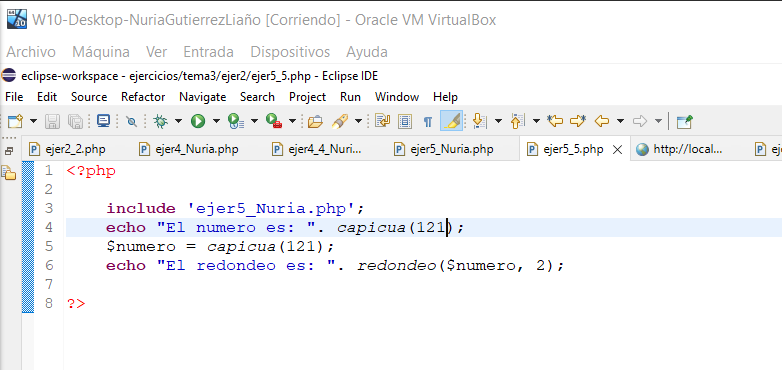 W10-Desktop-NuriaGutierrezLiaño [Corriendo] - Oracle VM VirtualBox
Archivo Máquina Ver Entrada Dispositivos Ayuda
eclipse-workspace - ejercicios/tema3/ejer2/ejer5_5.php - Eclipse IDE
File Edit Source Refactor Navigate Search Project Run Window Help
ejer2_2.php ejer4_Nuria.php ejer4_4_Nuri... ejer5_Nuria.php ejer5_5.php http://local... ej
1 <?php
2
3 include 'ejer5_Nuria.php';
4 echo "El numero es: ". capicua(121);
5 $numero = capicua(121);
6 echo "El redondeo es: ". redondeo($numero, 2);
7
8 ?>